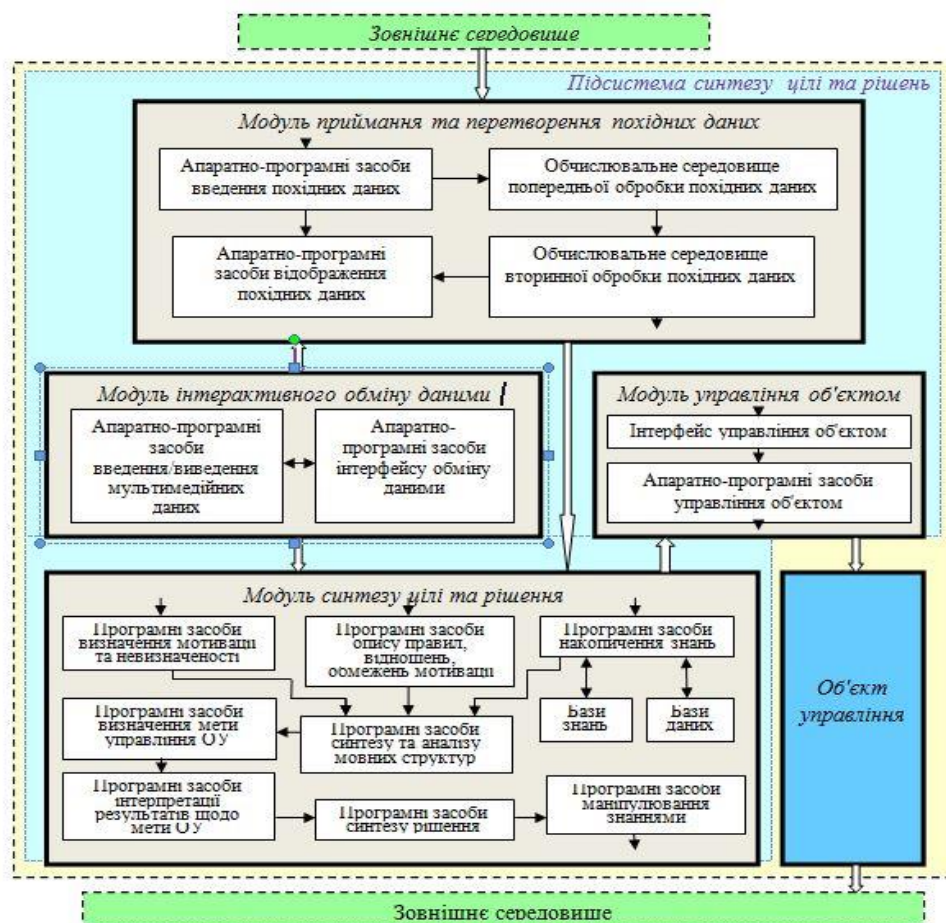 Зовнішнє середовище
Підсистема синтезу цілі та рішень
Модуль приймання та перетворення похідних даних
Апаратно-програмні засоби
введення похідних даних
Обчислювальне середовище
попередньої обробки похідних даних
Апаратно-програмні
засоби відображення
похідних даних
Обчислювальне середовище
вторинної обробки похідних даних
Модуль інтерактивного обміну даними
Апаратно-програмні
засоби
введення/виведення
мультимедійних
даних
Апаратно-
програмні засоби
інтерфейсу обміну
даними
Модуль управління об'єктом
Інтерфейс управління об'єктом
Апаратно-програмні засоби
управління об'єктом
Модуль синтезу цілі та рішення
Програмні засоби
визначення мотивації
та невизначеності
Програмні засоби
опису правил,
відношень,
обмежень мотивації
Програмні засоби
накопичення знань
Програмні засоби
визначення мети
управління ОУ
Програмні засоби
синтезу та аналізу
мовних структур
Бази
знань
Бази
даних
Програмні засоби
інтерпретації
результатів щодо
мети ОУ
Програмні засоби
синтезу рішення
Програмні засоби
маніпулювання
знаннями
Об'єкт
управління
Зовнішнє середовище